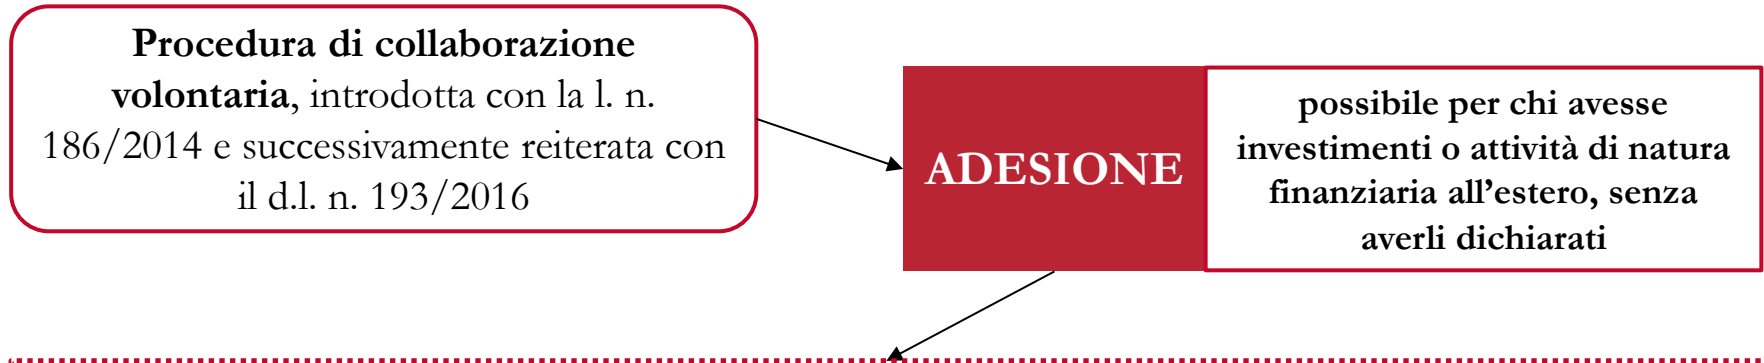 Procedura di collaborazione
volontaria, introdotta con la l. n.
186/2014 e successivamente reiterata con
il d.l. n. 193/2016
ADESIONE
possibile per chi avesse
investimenti o attività di natura
finanziaria all’estero, senza
averli dichiarati